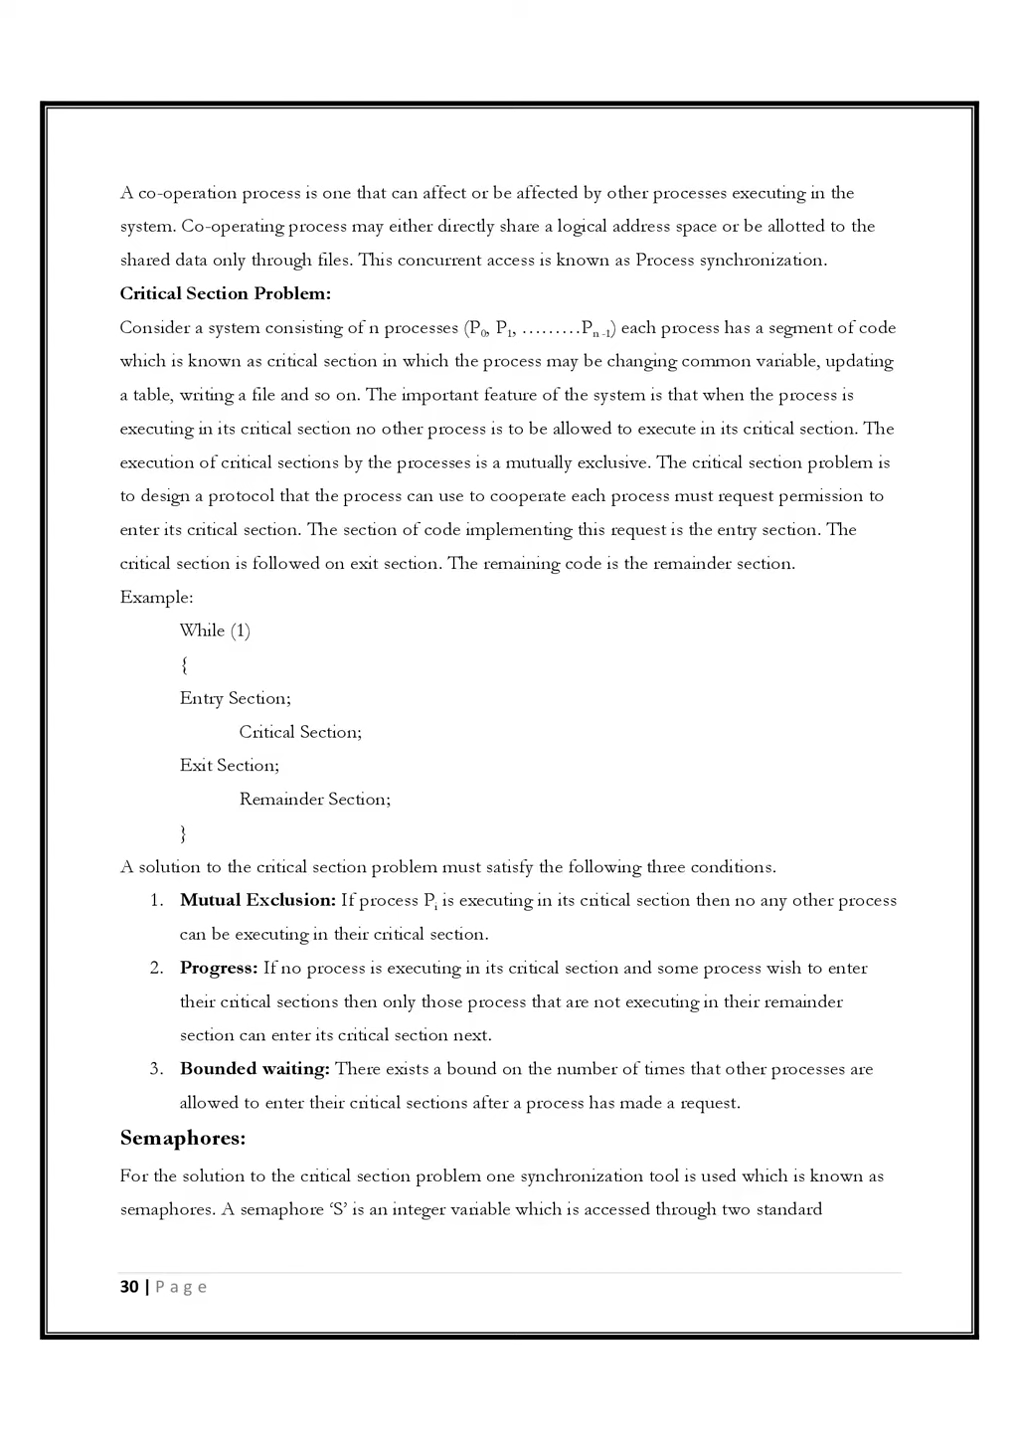 A co-operation process is one that can affect or be affected by other processes executing in the
system. Co-operating process may either directly share a logical address space or be allotted to the
shared data only through files. This concurrent access is known as Process synchronization.
Critical Section Problem:
Consider a system consisting of n processes (P0, P1, ………Pn -1) each process has a segment of code
which is known as critical section in which the process may be changing common variable, updating
a table, writing a file and so on. The important feature of the system is that when the process is
executing in its critical section no other process is to be allowed to execute in its critical section. The
execution of critical sections by the processes is a mutually exclusive. The critical section problem is
to design a protocol that the process can use to cooperate each process must request permission to
enter its critical section. The section of code implementing this request is the entry section. The
critical section is followed on exit section. The remaining code is the remainder section.
Example:
While (1)
{
Entry Section;
Critical Section;
Exit Section;
Remainder Section;
}
A solution to the critical section problem must satisfy the following three conditions.
1. Mutual Exclusion: If process Pi is executing in its critical section then no any other process
can be executing in their critical section.
2. Progress: If no process is executing in its critical section and some process wish to enter
their critical sections then only those process that are not executing in their remainder
section can enter its critical section next.
3. Bounded waiting: There exists a bound on the number of times that other processes are
allowed to enter their critical sections after a process has made a request.
Semaphores:
For the solution to the critical section problem one synchronization tool is used which is known as
semaphores. A semaphore ‘S’ is an integer variable which is accessed through two standard
30 | Page